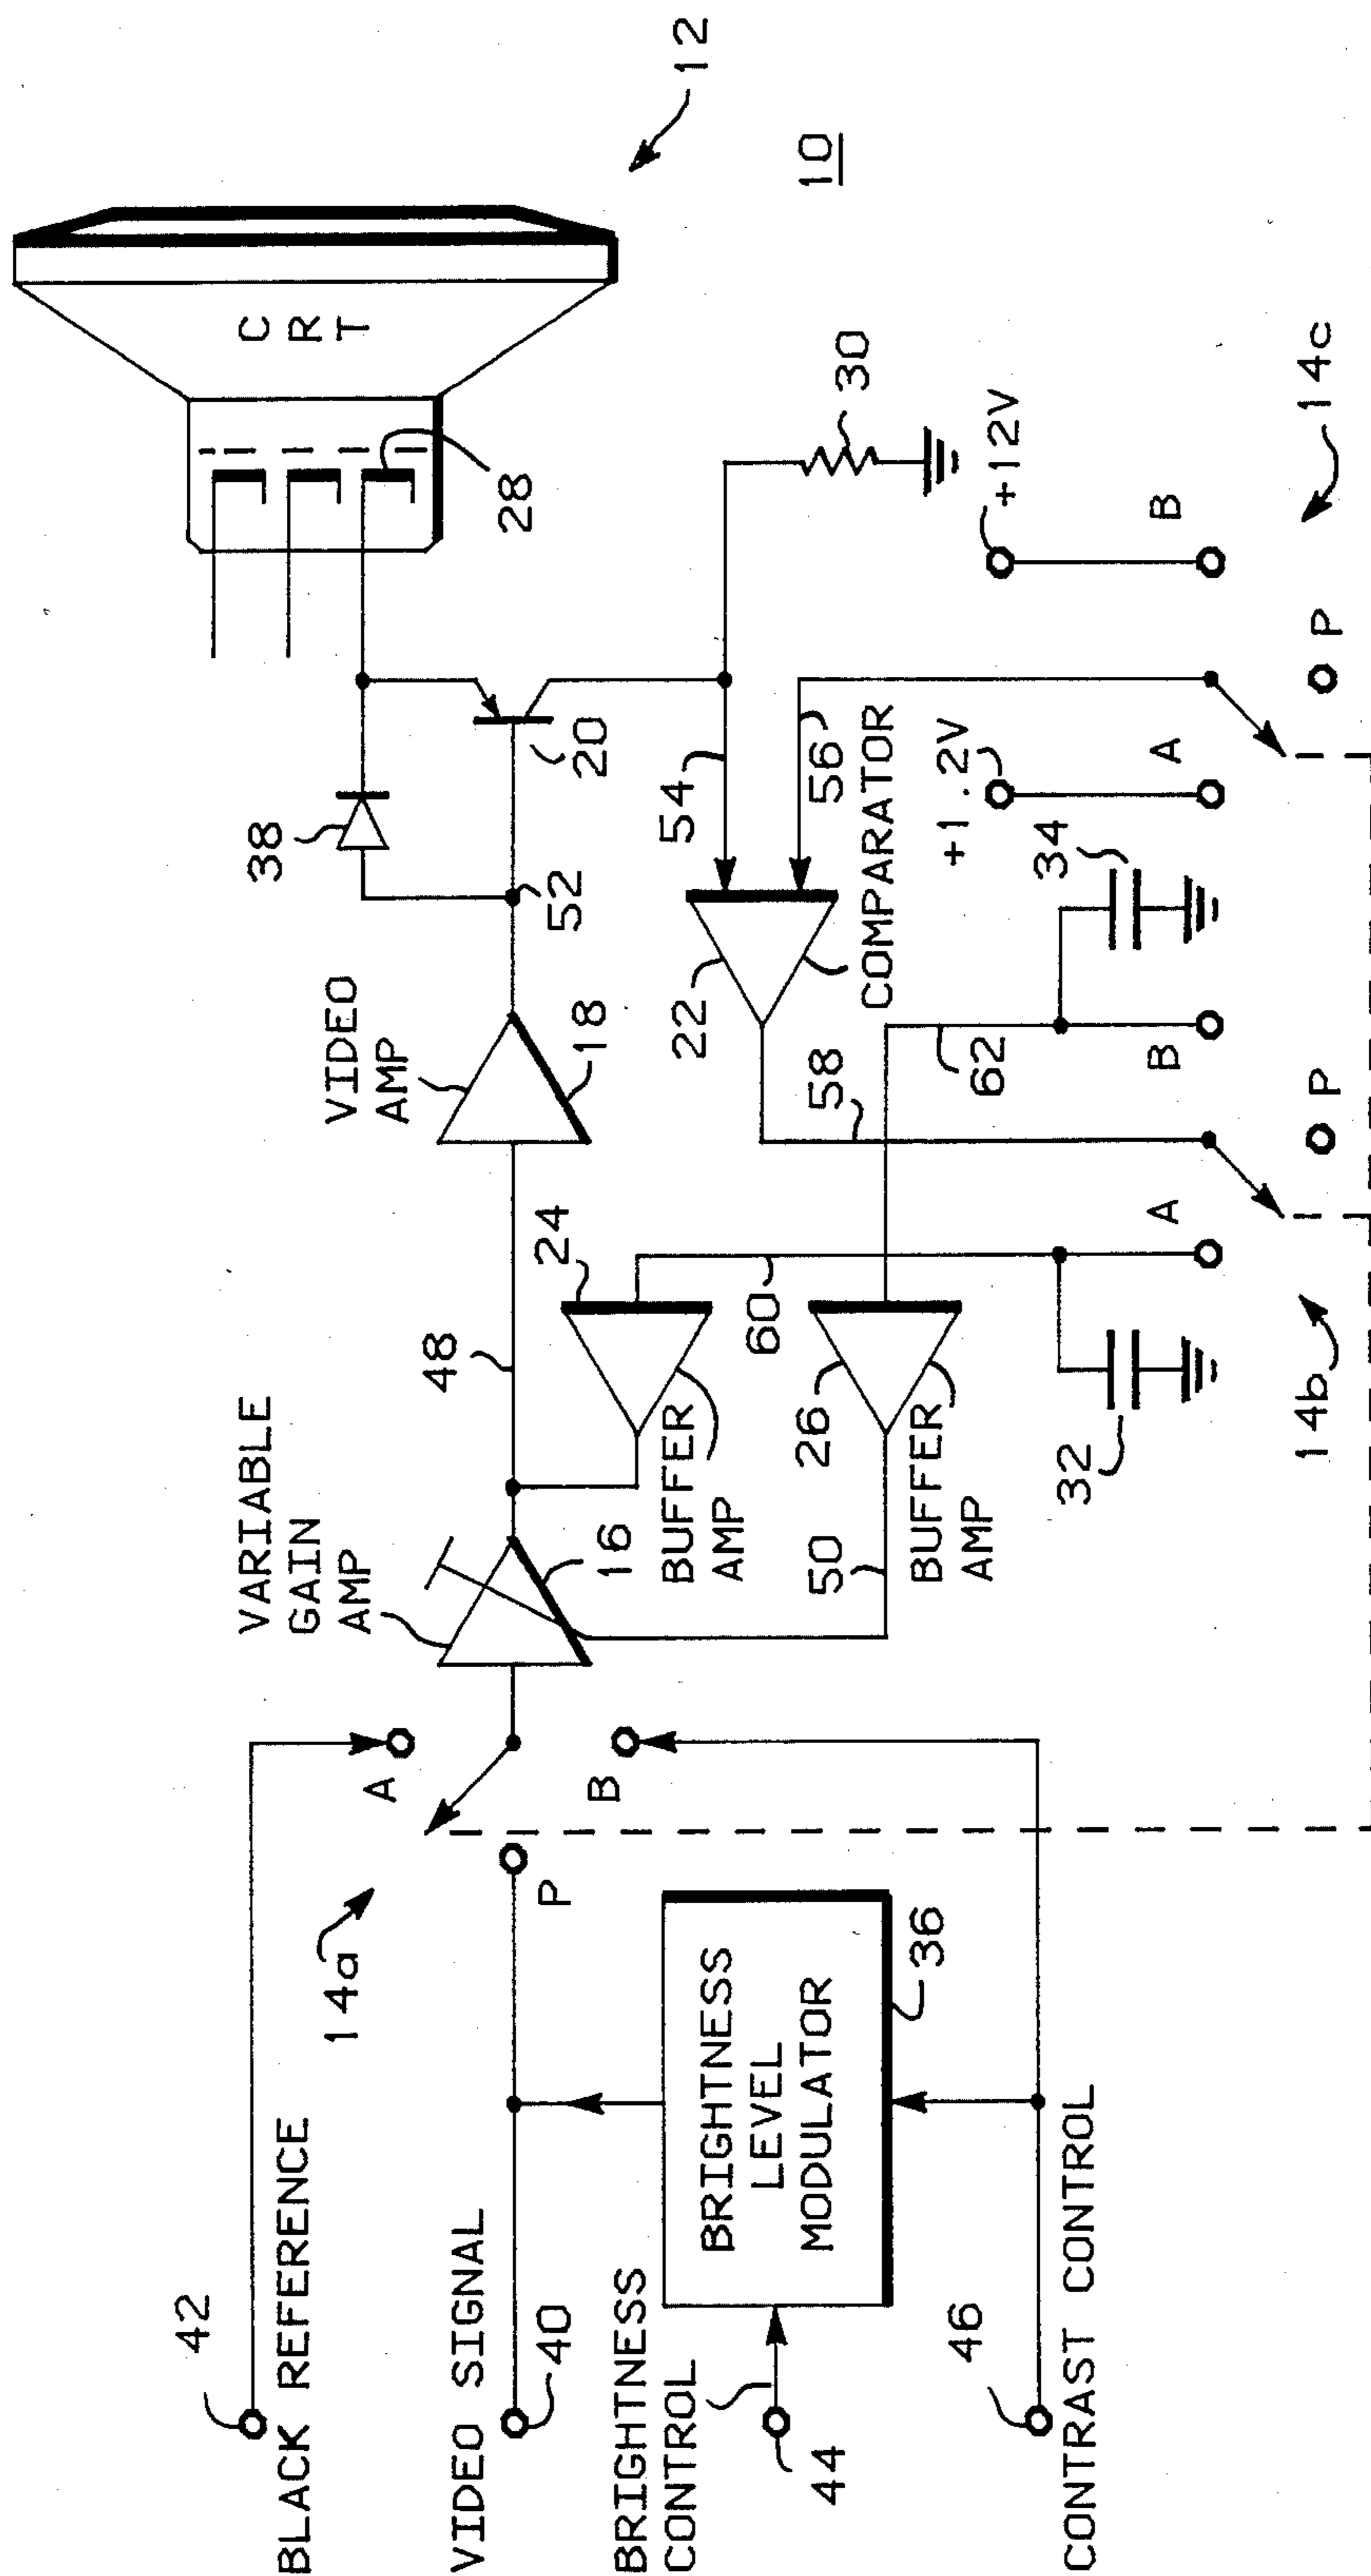 42
BLACK REFERENCE
VIDEO SIGNAL
40
BRIGHTNESS
CONTROL
44
46
CONTRAST CONTROL
14a
A
P
B
BRIGHTNESS
LEVEL
MODULATOR
36
VARIABLE
GAIN
AMP
16
48
24
BUFFER
AMP
26
BUFFER
AMP
50
60
32
14b
A
P
B
VIDEO
AMP
18
52
38
20
22
COMPARATOR
54
56
58
62
34
+1.2V
A
P
B
+12V
14c
30
28
C
R
T
12
10